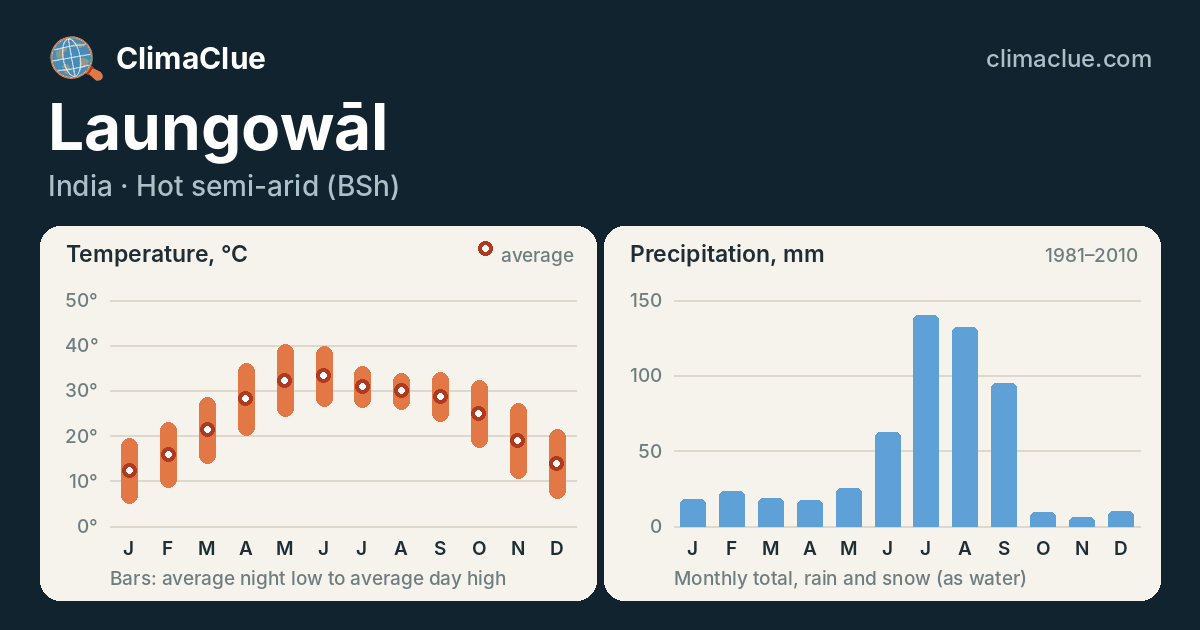 ClimaClue
climaclue.com
Laungowāl
India · Hot semi-arid (BSh)
Temperature, °C
average
50°
40°
30°
20°
10°
0°
J F M A M J J A S O N D
Bars: average night low to average day high
Precipitation, mm
1981–2010
150
100
50
0
J F M A M J J A S O N D
Monthly total, rain and snow (as water)